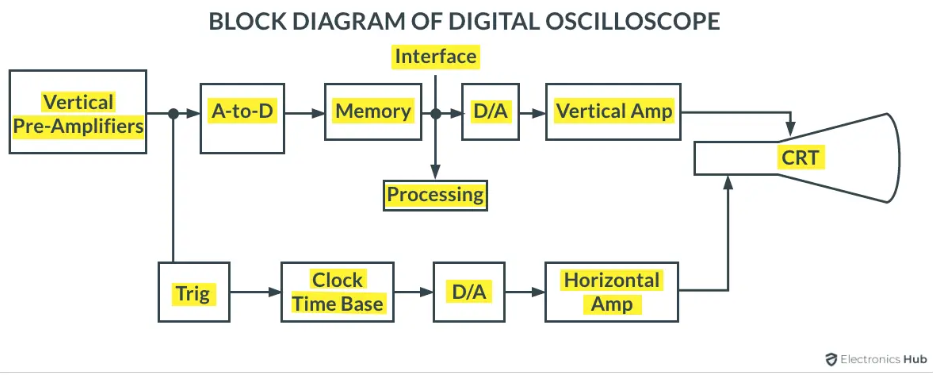 BLOCK DIAGRAM OF DIGITAL OSCILLOSCOPE
Interface
Vertical
Pre-Amplifiers
A-to-D
Memory
D/A
Vertical Amp
CRT
Processing
Trig
Clock
Time Base
D/A
Horizontal
Amp
Electronics Hub